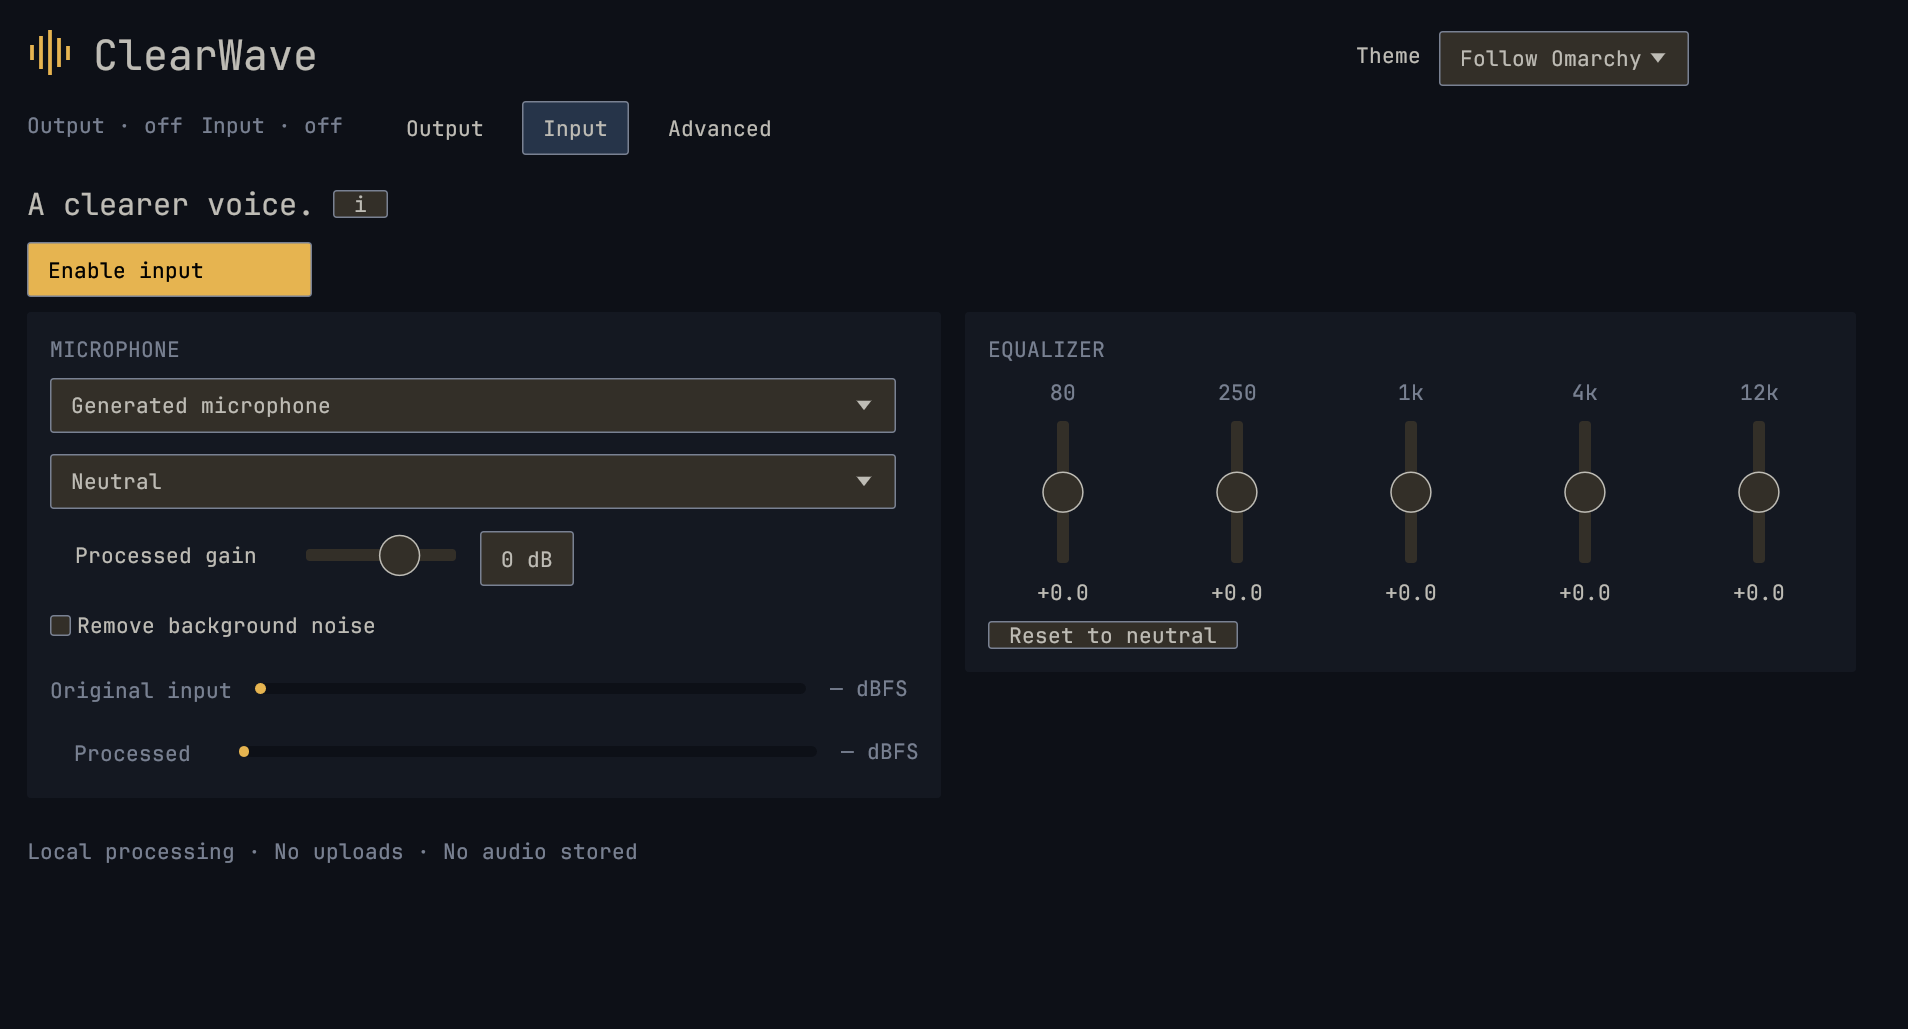 ClearWave
Theme Follow Omarchy
Output · off Input · off Output Input Advanced
A clearer voice. i
Enable input
MICROPHONE
Generated microphone
Neutral
Processed gain 0 dB
Remove background noise
Original input — dBFS
Processed — dBFS
EQUALIZER
80 250 1k 4k 12k
+0.0 +0.0 +0.0 +0.0 +0.0
Reset to neutral
Local processing · No uploads · No audio stored